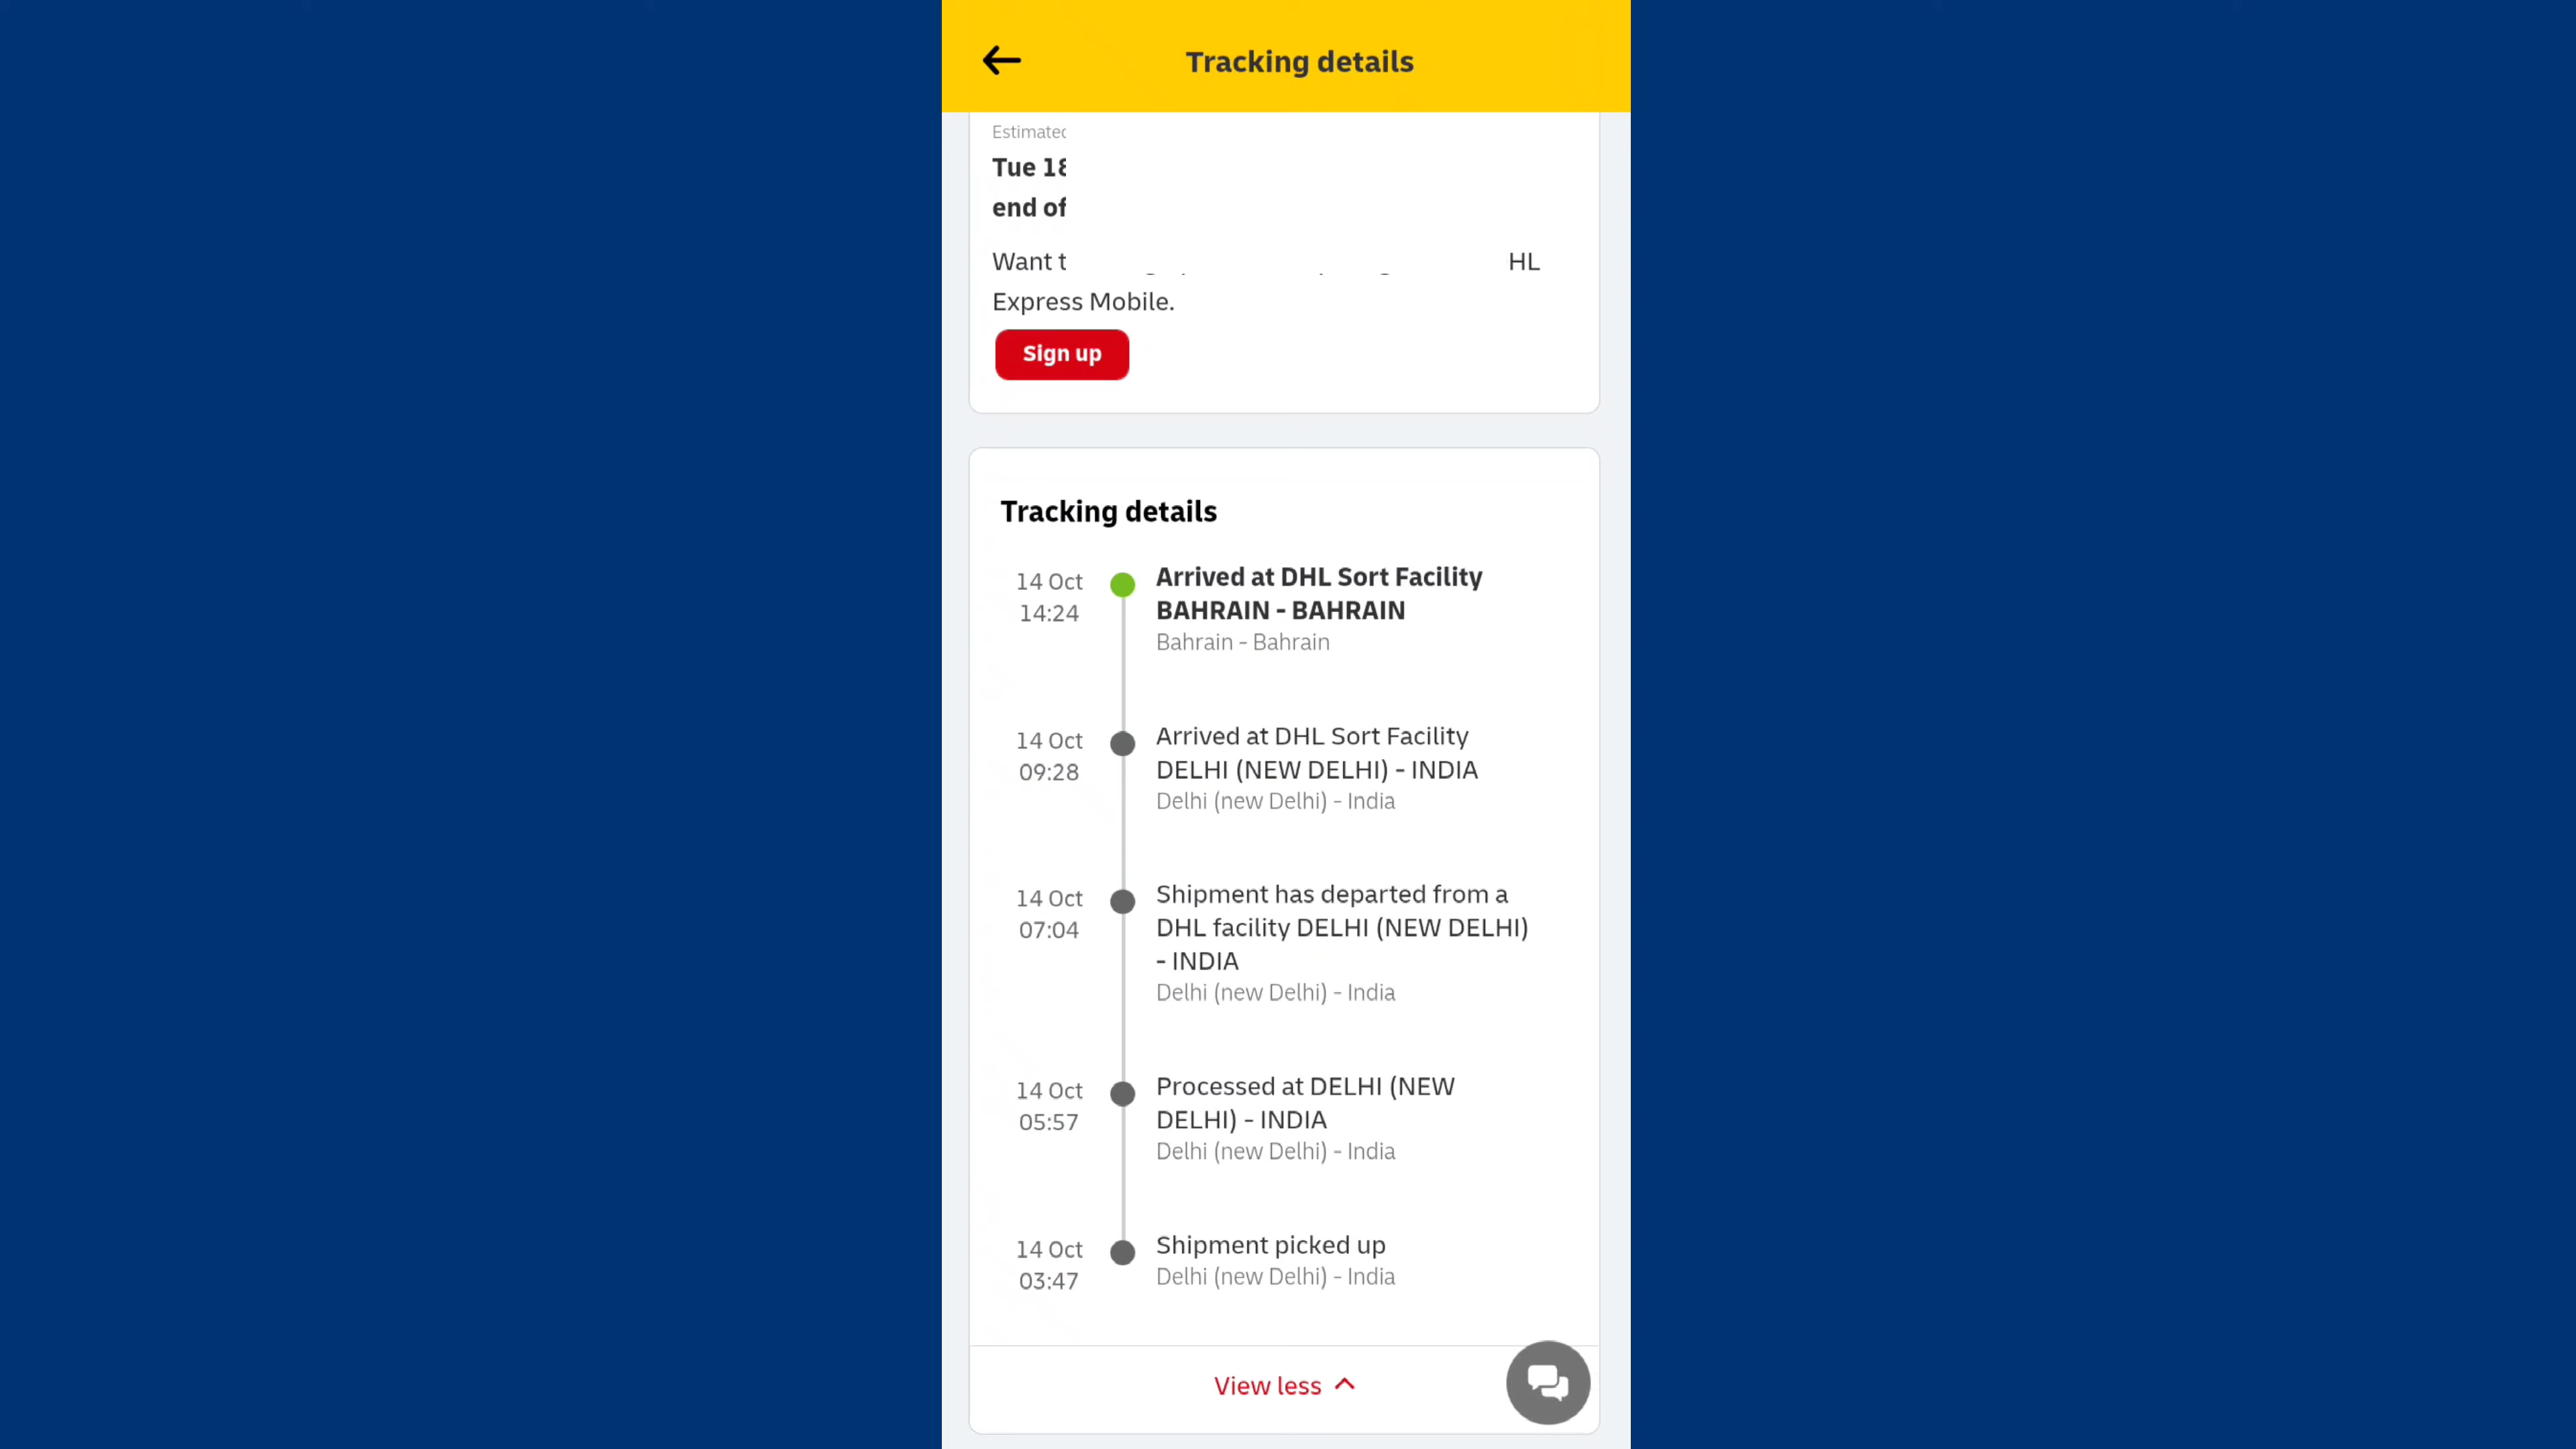 Tracking details
Estimated
Tue 18
end of
Want t HL
Express Mobile.
Sign up
Tracking details
14 Oct
14:24
Arrived at DHL Sort Facility
BAHRAIN - BAHRAIN
Bahrain - Bahrain
14 Oct
09:28
Arrived at DHL Sort Facility
DELHI (NEW DELHI) - INDIA
Delhi (new Delhi) - India
14 Oct
07:04
Shipment has departed from a
DHL facility DELHI (NEW DELHI)
- INDIA
Delhi (new Delhi) - India
14 Oct
05:57
Processed at DELHI (NEW
DELHI) - INDIA
Delhi (new Delhi) - India
14 Oct
03:47
Shipment picked up
Delhi (new Delhi) - India
View less